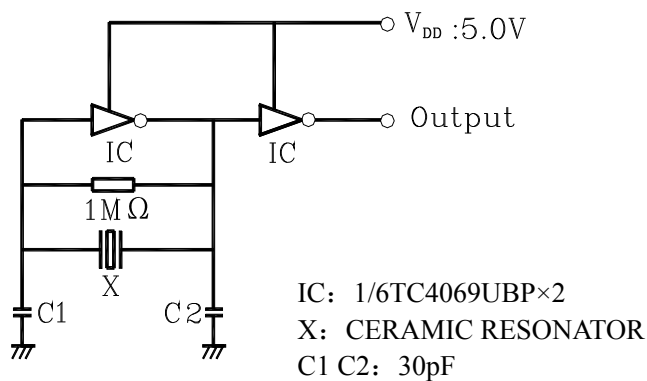 V_DD :5.0V
Output
IC
IC
1MΩ
X
C1
C2
IC：1/6TC4069UBP×2
X：CERAMIC RESONATOR
C1 C2：30pF